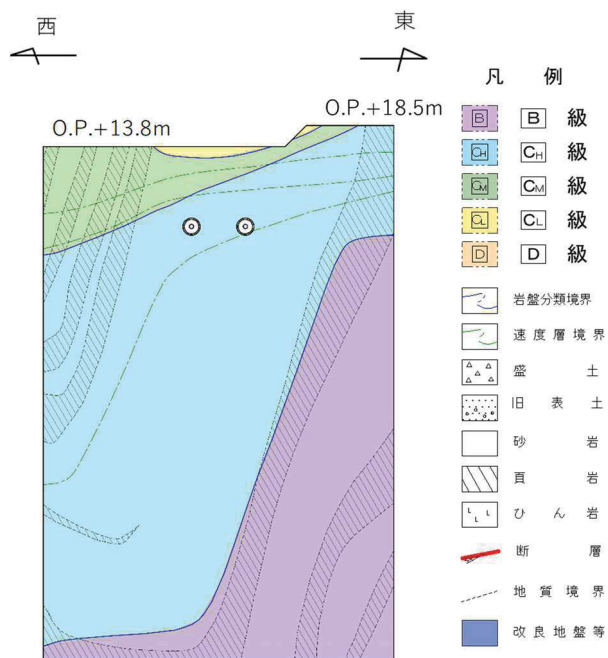 西
東
O.P.+13.8m
O.P.+18.5m
凡 例
B B 級
CH CH 級
CM CM 級
CL CL 級
D D 級
岩盤分類境界
速度層境界
盛土
旧表土
砂岩
頁岩
ひん岩
断層
地質境界
改良地盤等